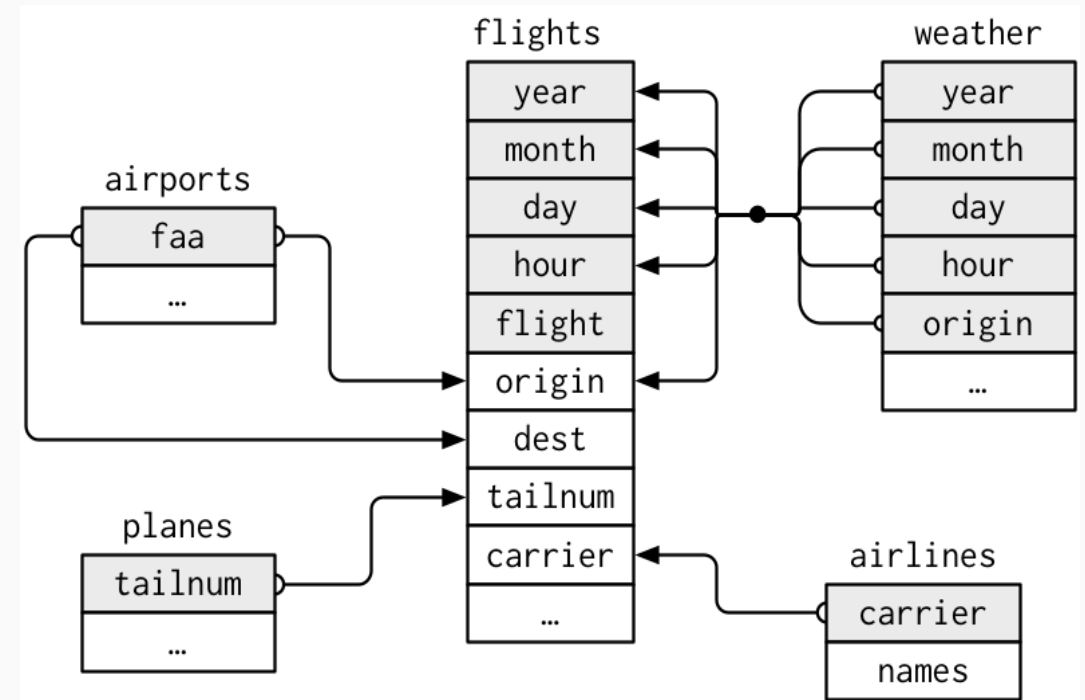 flights
year
month
day
hour
flight
origin
dest
tailnum
carrier
…
weather
year
month
day
hour
origin
…
airports
faa
…
planes
tailnum
…
airlines
carrier
names